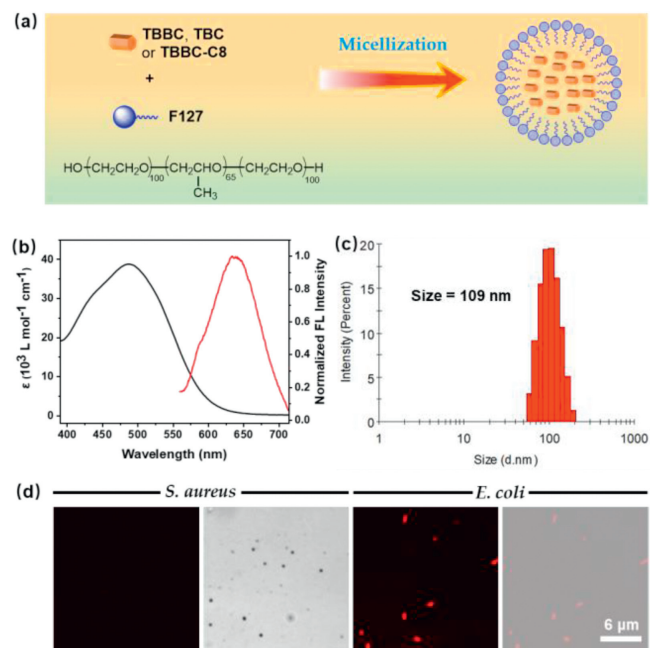 (a)
TBBC, TBC
or TBBC-C8
+
F127
Micellization
HO-(CH₂CH₂O)₁₀₀-(CH₂CHO)₆₅-(CH₂CH₂O)₁₀₀-H
CH₃
(b)
ε (10³ L mol-¹ cm-¹)
40
30
20
10
0
1.0
0.8
0.6
0.4
0.2
0.0
Normalized FL Intensity
400 450 500 550 600 650 700
Wavelength (nm)
(c)
Intensity (Percent)
20
15
10
5
0
Size = 109 nm
1 10 100 1000
Size (d.nm)
(d)
S. aureus
E. coli
6 μm